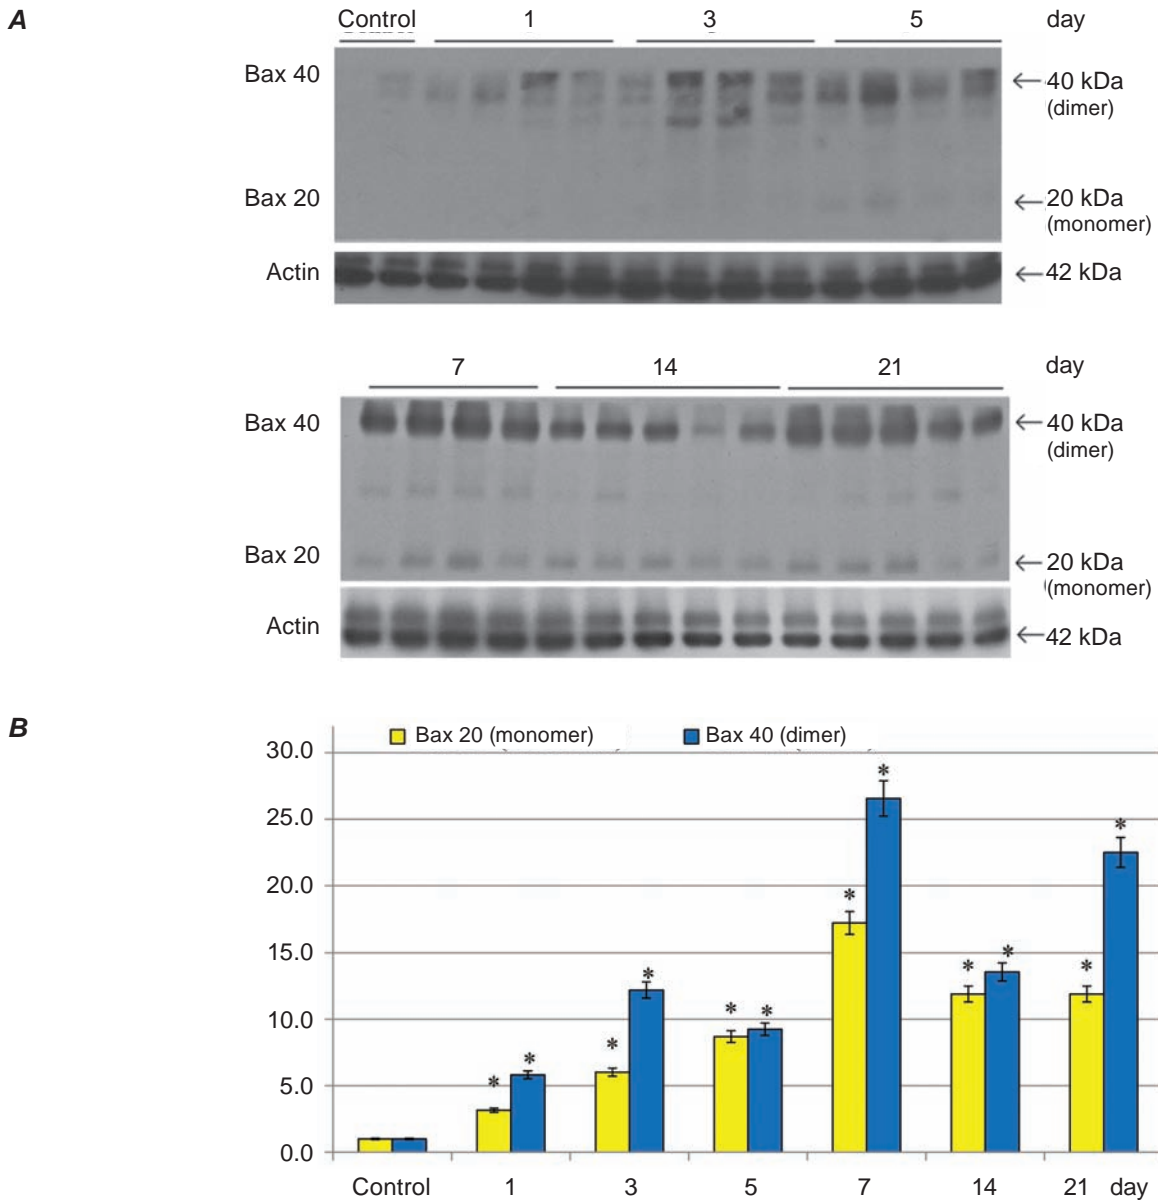 A
Control 1 3 5 day
Bax 40 ←40 kDa
(dimer)
Bax 20 ←20 kDa
(monomer)
Actin ←42 kDa
7 14 21 day
Bax 40 ←40 kDa
(dimer)
Bax 20 ←20 kDa
(monomer)
Actin ←42 kDa
B
Bax 20 (monomer) Bax 40 (dimer)
30.0
25.0
20.0
15.0
10.0
5.0
0.0
* * * * * * * * * * * *
Control 1 3 5 7 14 21 day